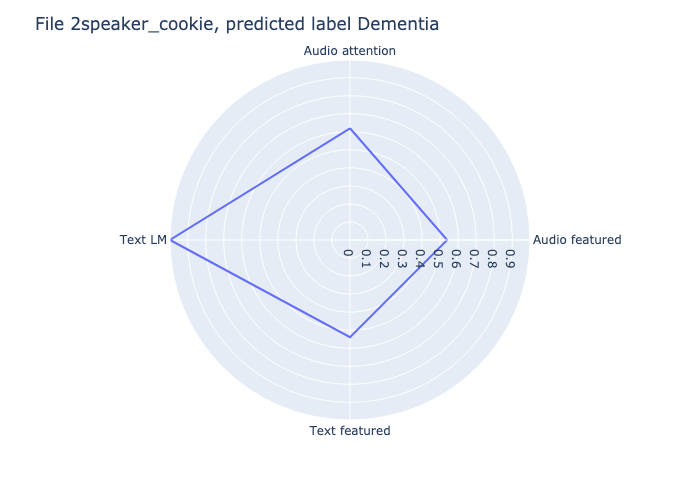 File 2speaker_cookie, predicted label Dementia
Audio attention
Text LM
Audio featured
0
0.1
0.2
0.3
0.4
0.5
0.6
0.7
0.8
0.9
Text featured